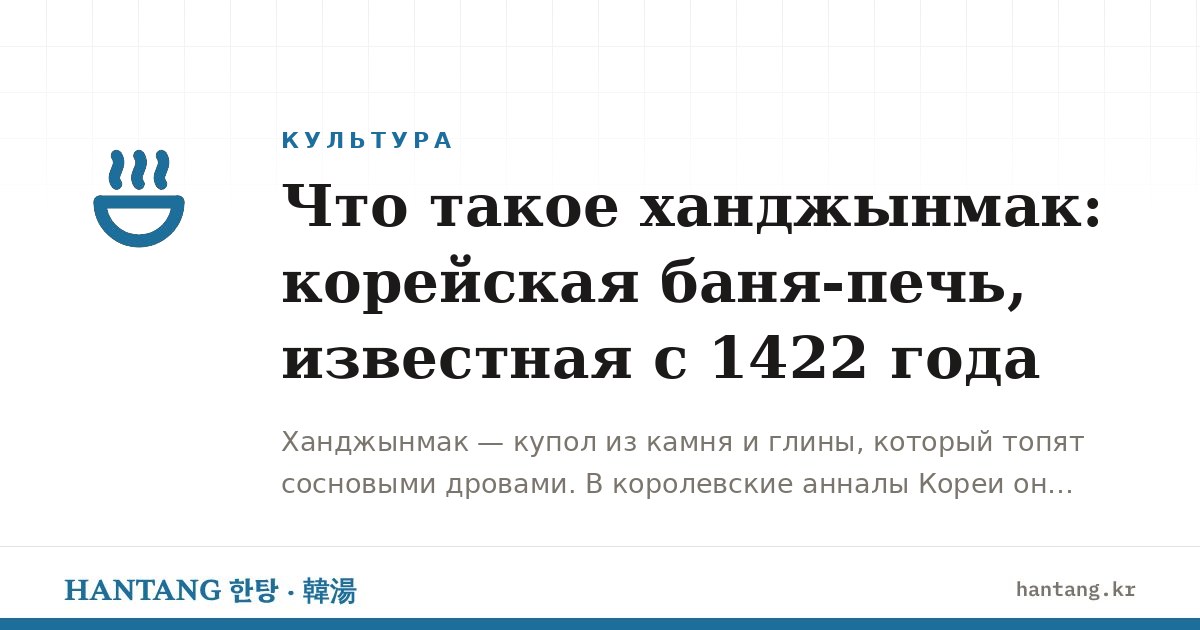 КУЛЬТУРА
Что такое ханджынмак:
корейская баня-печь,
известная с 1422 года
Ханджынмак — купол из камня и глины, который топят
сосновыми дровами. В королевские анналы Кореи он...
HANTANG 한탕 · 韓湯
hantang.kr